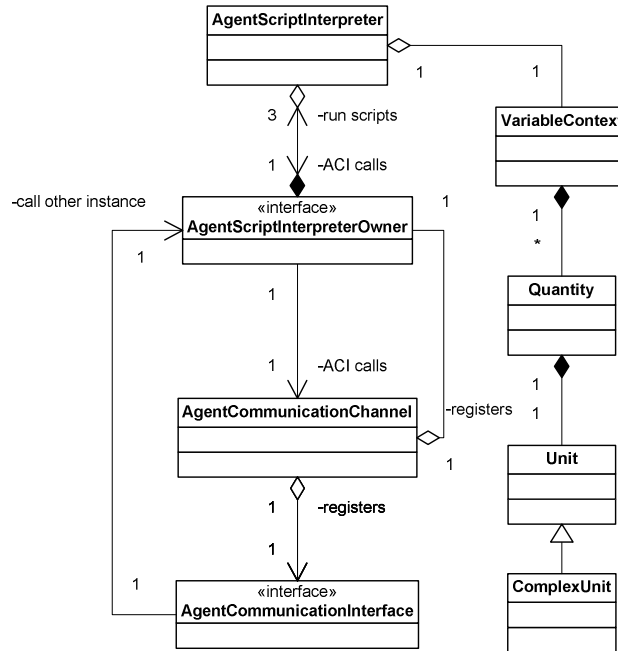 AgentScriptInterpreter
1
1
3
-run scripts
VariableContext
1
-ACI calls
-call other instance
«interface»
AgentScriptInterpreterOwner
1
1
*
1
1
Quantity
1
-ACI calls
1
1
AgentCommunicationChannel
-registers
1
Unit
1
-registers
1
1
«interface»
AgentCommunicationInterface
ComplexUnit